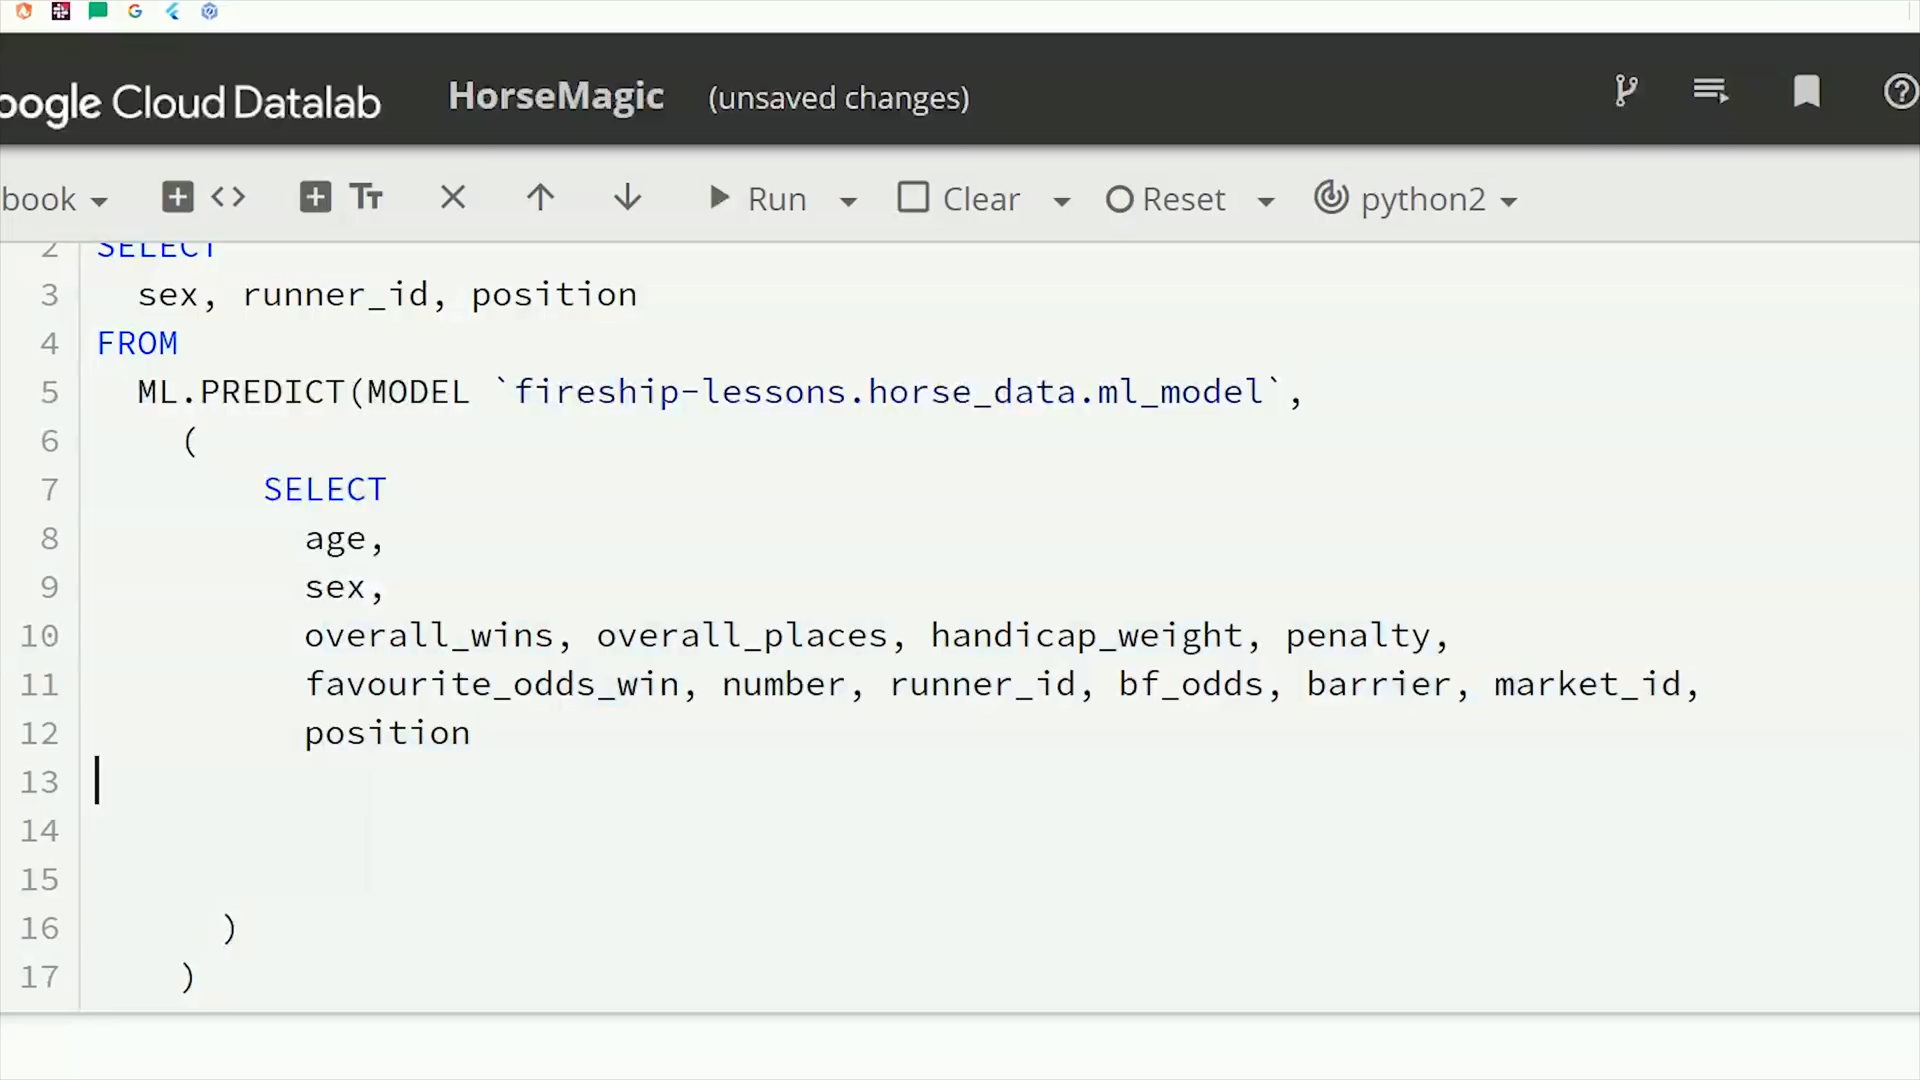 oogle Cloud Datalab HorseMagic (unsaved changes)
book Run Clear Reset python2
2 SELECT
3 sex, runner_id, position
4 FROM
5 ML.PREDICT(MODEL `fireship-lessons.horse_data.ml_model`,
6 (
7 SELECT
8 age,
9 sex,
10 overall_wins, overall_places, handicap_weight, penalty,
11 favourite_odds_win, number, runner_id, bf_odds, barrier, market_id,
12 position
13
14
15
16 )
17 )